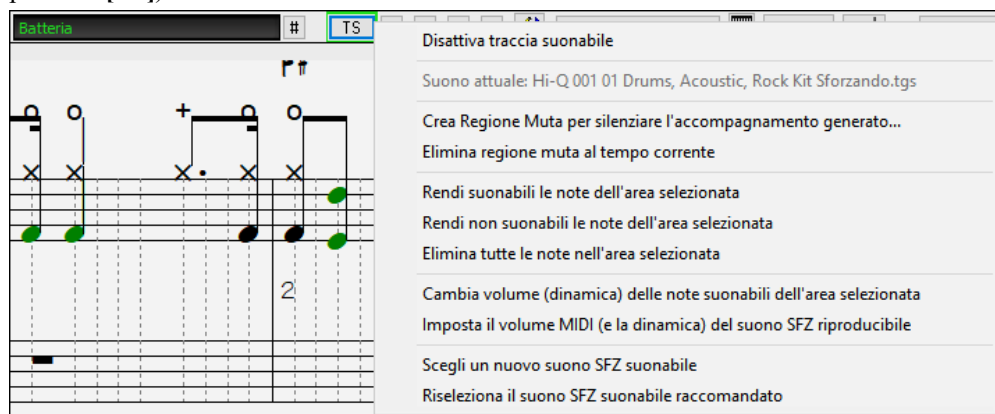 Batteria # TS
Disattiva traccia suonabile
Suono attuale: Hi-Q 001 01 Drums, Acoustic, Rock Kit Sforzando.tgs
Crea Regione Muta per silenziare l'accompagnamento generato...
Elimina regione muta al tempo corrente
Rendi suonabili le note dell'area selezionata
Rendi non suonabili le note dell'area selezionata
Elimina tutte le note nell'area selezionata
2
Cambia volume (dinamica) delle note suonabili dell'area selezionata
Imposta il volume MIDI (e la dinamica) del suono SFZ riproducibile
Scegli un nuovo suono SFZ suonabile
Riseleziona il suono SFZ suonabile raccomandato